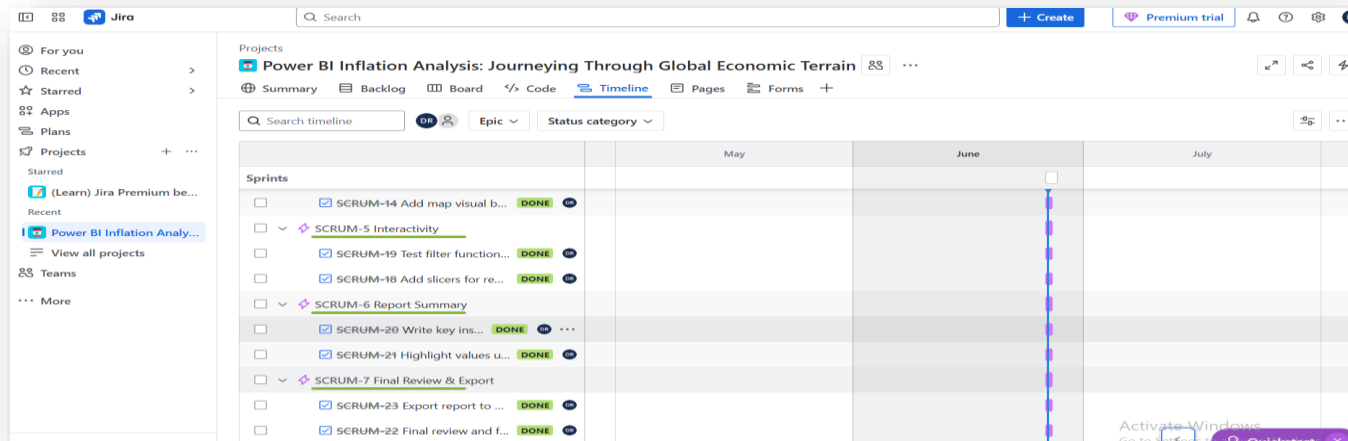 Jira
Search
+ Create
Premium trial
For you
Recent
Starred
Apps
Plans
Projects
Starred
(Learn) Jira Premium be...
Recent
Power BI Inflation Analy...
View all projects
Teams
More
Projects
Power BI Inflation Analysis: Journeying Through Global Economic Terrain
Summary Backlog Board Code Timeline Pages Forms
Search timeline DR Epic Status category
May June July
Sprints
SCRUM-14 Add map visual b... DONE DR
SCRUM-5 Interactivity
SCRUM-19 Test filter function... DONE DR
SCRUM-18 Add slicers for re... DONE DR
SCRUM-6 Report Summary
SCRUM-20 Write key ins... DONE DR
SCRUM-21 Highlight values u... DONE DR
SCRUM-7 Final Review & Export
SCRUM-23 Export report to ... DONE DR
SCRUM-22 Final review and f... DONE DR
Activate Windows